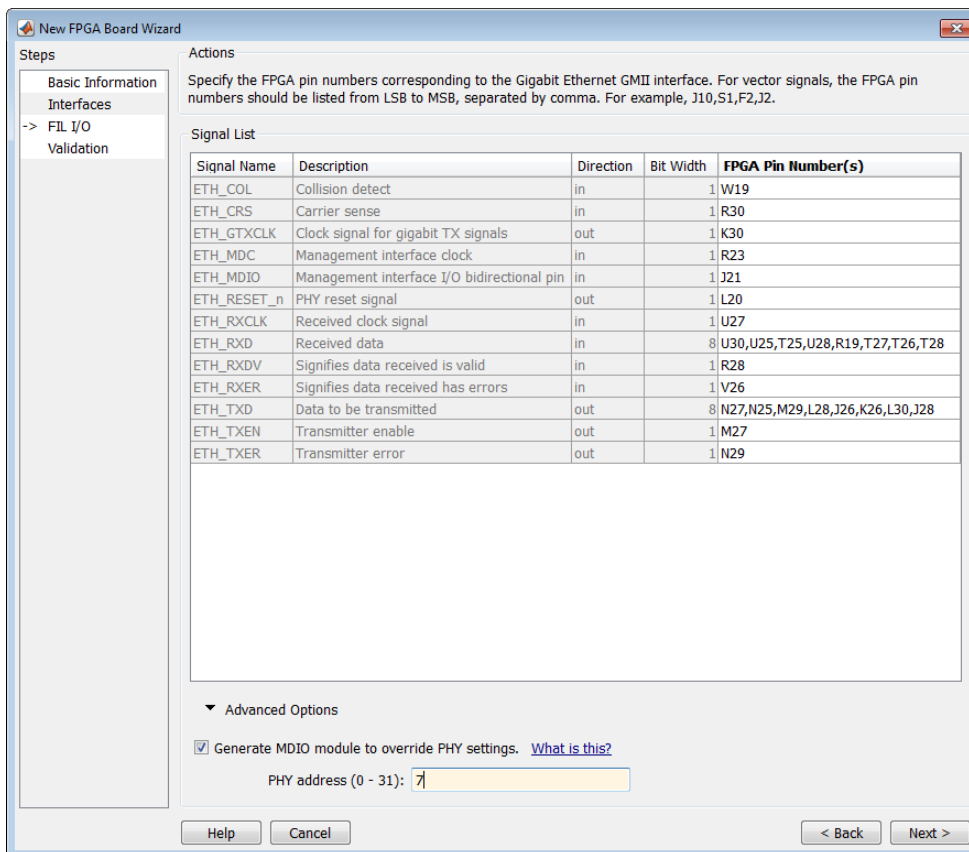 New FPGA Board Wizard
Steps
Basic Information
Interfaces
-> FIL I/O
Validation
Actions
Specify the FPGA pin numbers corresponding to the Gigabit Ethernet GMII interface. For vector signals, the FPGA pin
numbers should be listed from LSB to MSB, separated by comma. For example, J10,S1,F2,J2.
Signal List
Signal Name Description Direction Bit Width FPGA Pin Number(s)
ETH_COL Collision detect in 1 W19
ETH_CRS Carrier sense in 1 R30
ETH_GTXCLK Clock signal for gigabit TX signals out 1 K30
ETH_MDC Management interface clock in 1 R23
ETH_MDIO Management interface I/O bidirectional pin in 1 J21
ETH_RESET_n PHY reset signal out 1 L20
ETH_RXCLK Received clock signal in 1 U27
ETH_RXD Received data in 8 U30,U25,T25,U28,R19,T27,T26,T28
ETH_RXDV Signifies data received is valid in 1 R28
ETH_RXER Signifies data received has errors in 1 V26
ETH_TXD Data to be transmitted out 8 N27,N25,M29,L28,J26,K26,L30,J28
ETH_TXEN Transmitter enable out 1 M27
ETH_TXER Transmitter error out 1 N29
Advanced Options
Generate MDIO module to override PHY settings. What is this?
PHY address (0 - 31): 7
Help Cancel < Back Next >